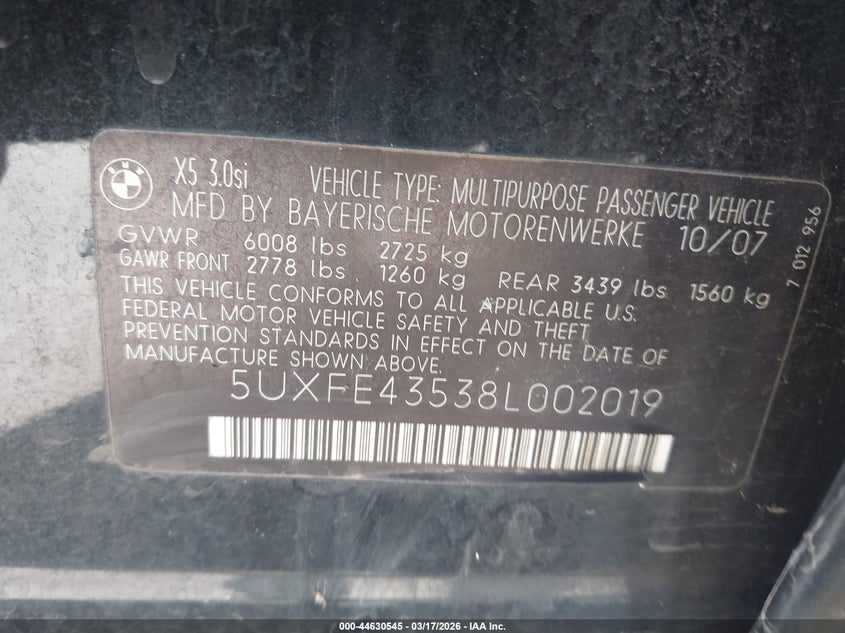 BMW
X5 3.0si VEHICLE TYPE: MULTIPURPOSE PASSENGER VEHICLE
MFD BY BAYERISCHE MOTORENWERKE 10/07
GVWR 6008 lbs 2725 kg
GAWR FRONT 2778 lbs 1260 kg REAR 3439 lbs 1560 kg
THIS VEHICLE CONFORMS TO ALL APPLICABLE U.S.
FEDERAL MOTOR VEHICLE SAFETY AND THEFT
PREVENTION STANDARDS IN EFFECT ON THE DATE OF
MANUFACTURE SHOWN ABOVE.
5UXFE43538L002019
7 012 956
000-44630545 - 03/17/2026 - IAA Inc.